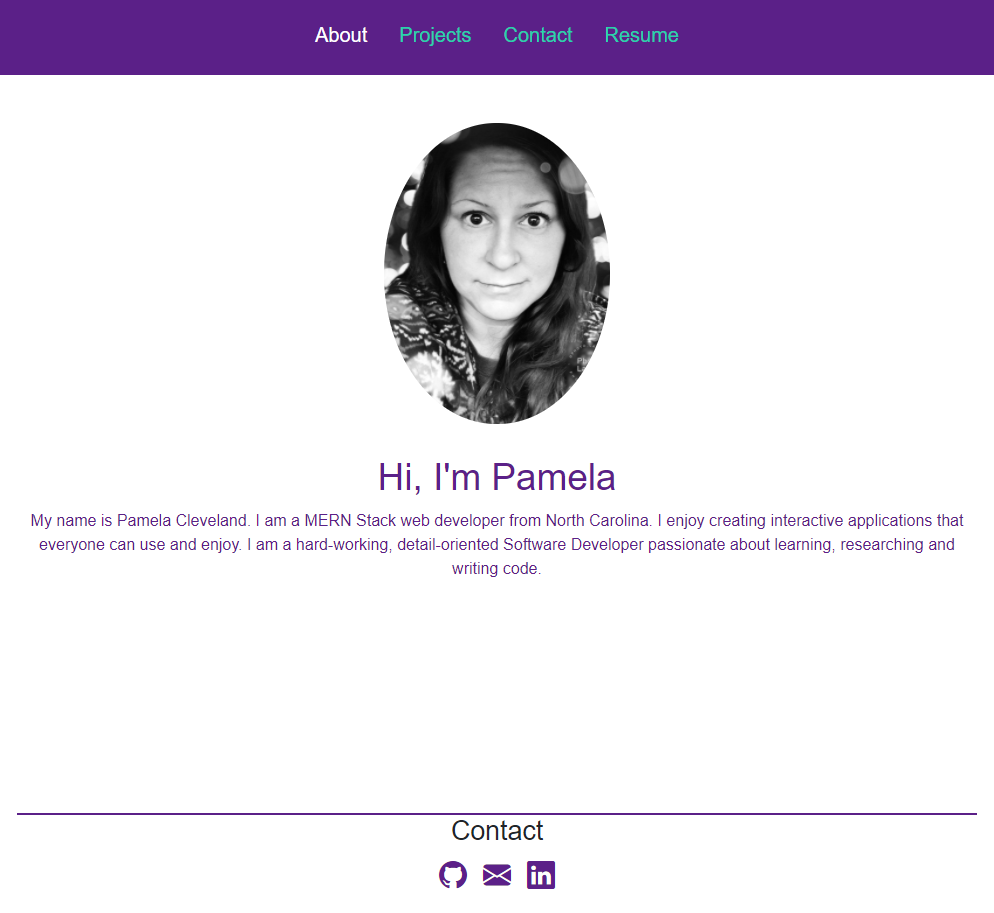 About Projects Contact Resume
Hi, I'm Pamela
My name is Pamela Cleveland. I am a MERN Stack web developer from North Carolina. I enjoy creating interactive applications that
everyone can use and enjoy. I am a hard-working, detail-oriented Software Developer passionate about learning, researching and
writing code.
Contact
in